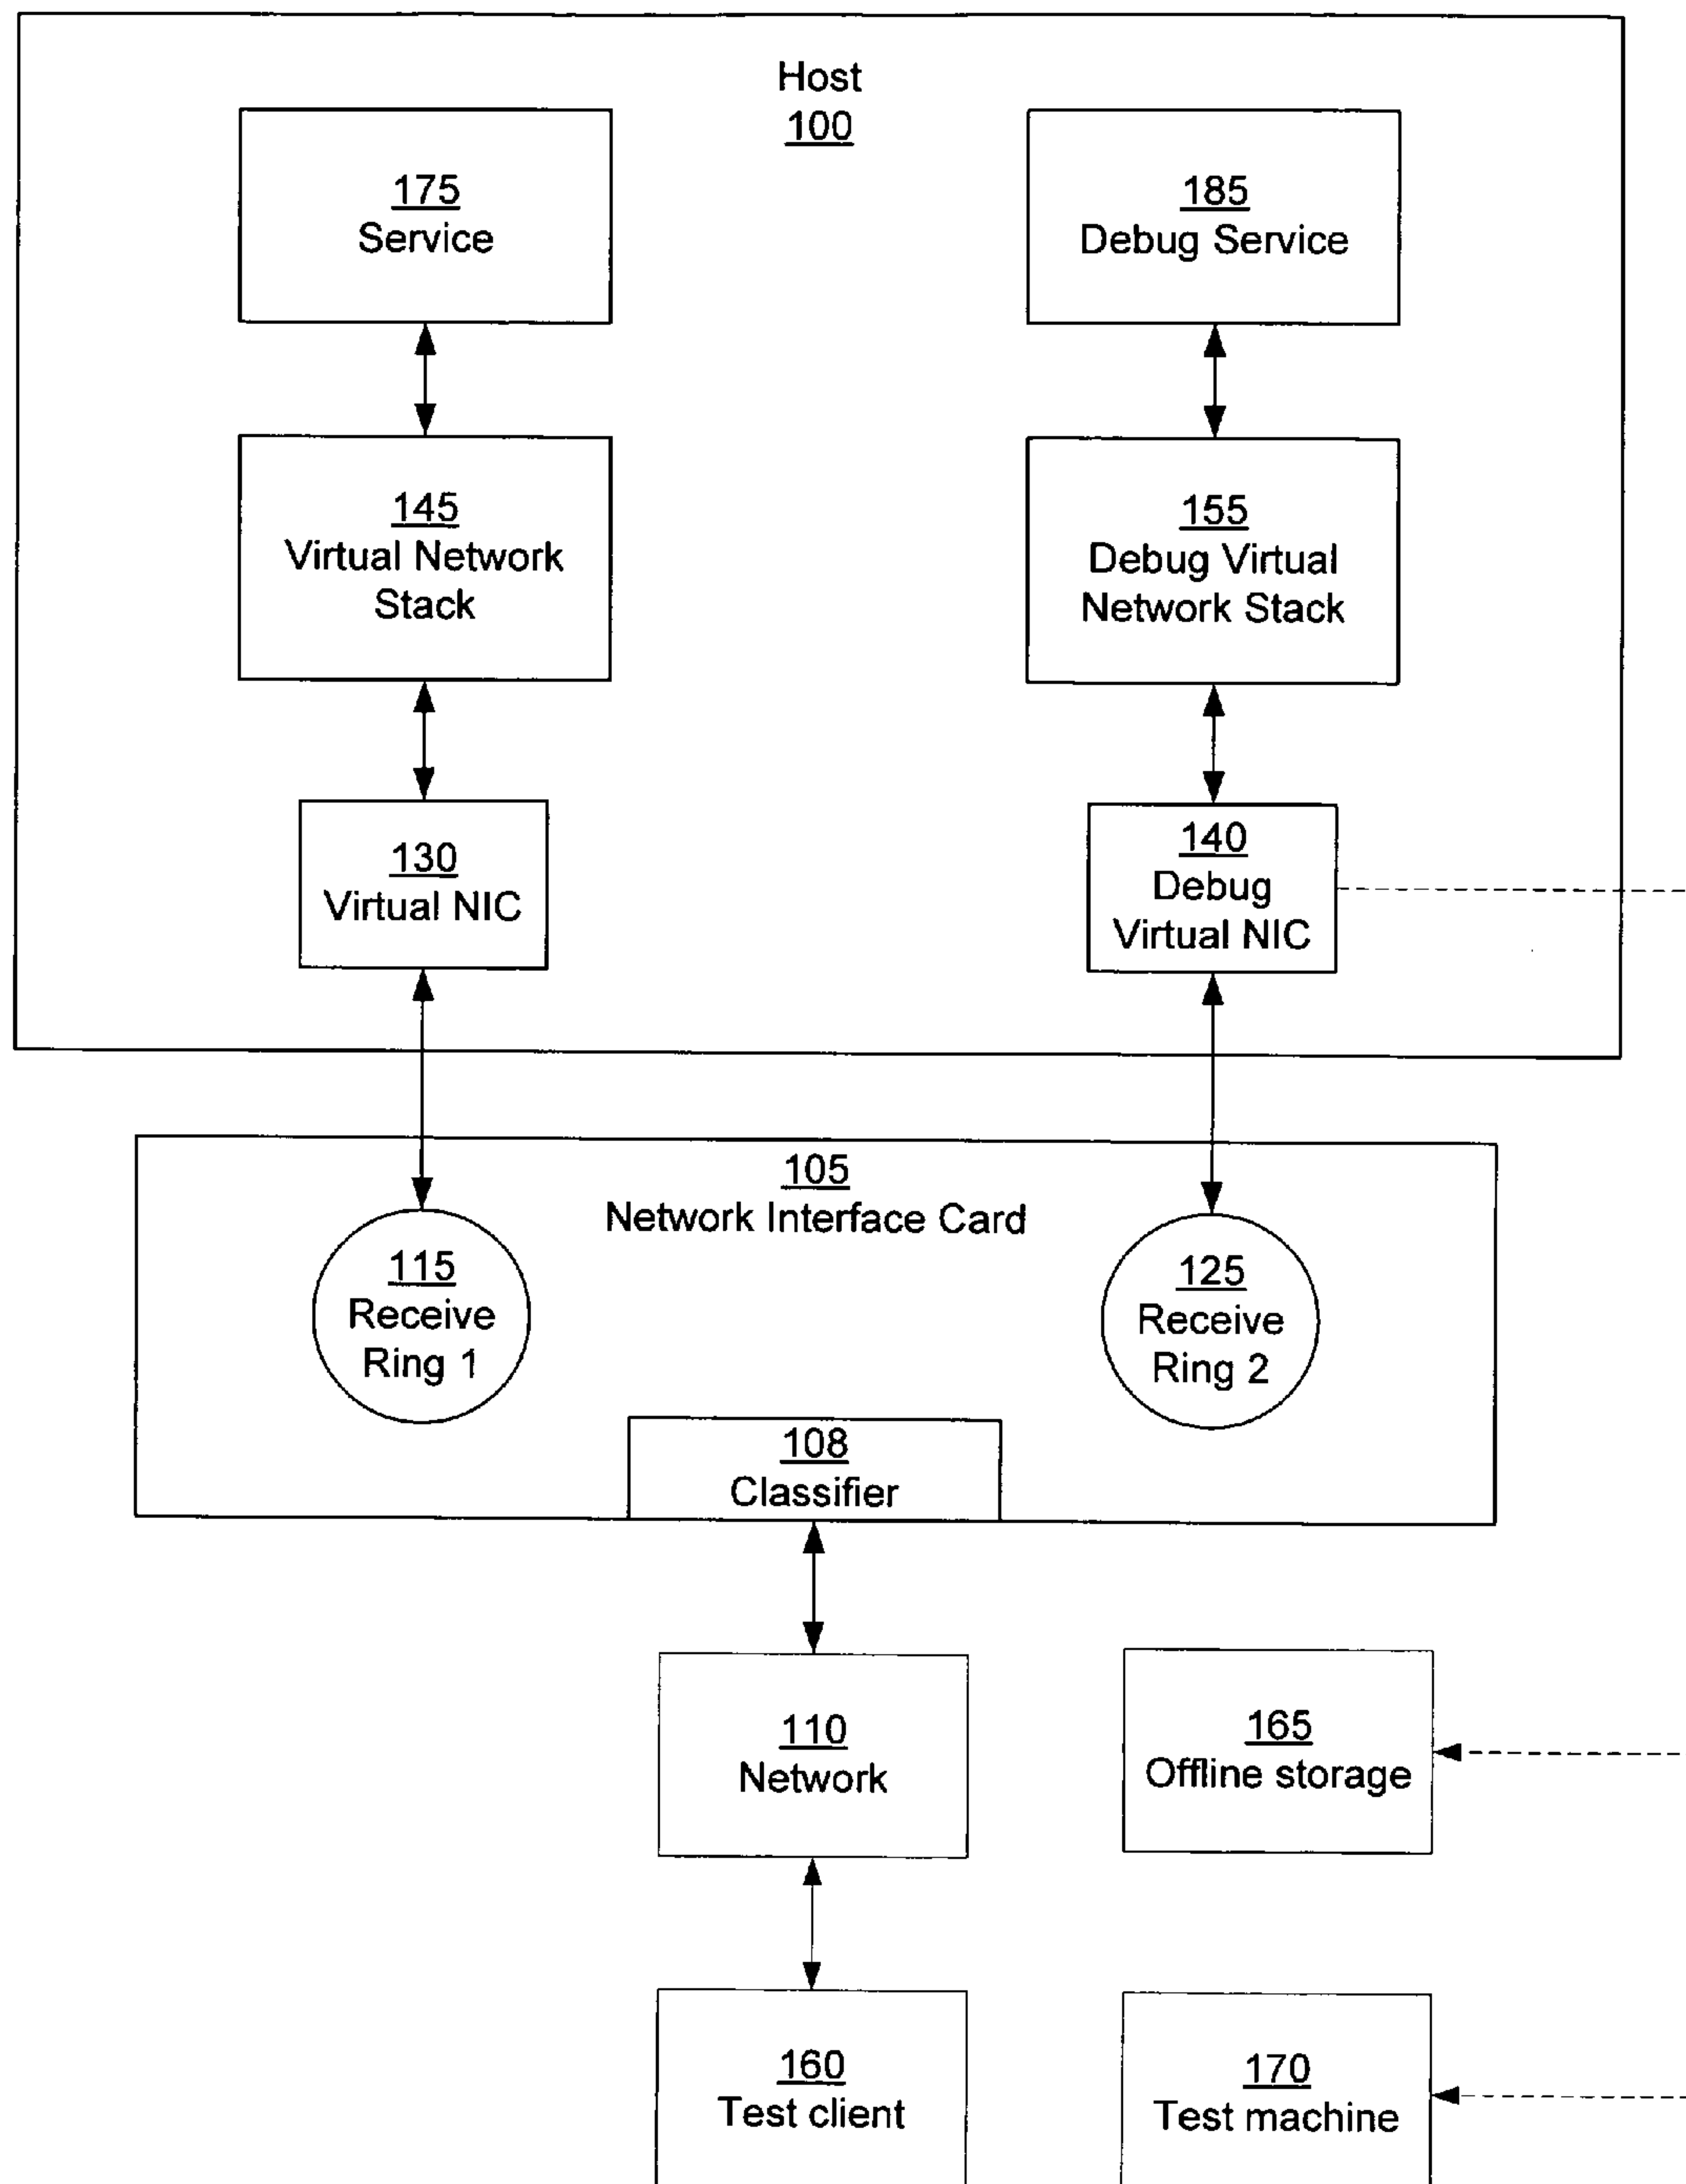 Host
100
175
Service
185
Debug Service
145
Virtual Network
Stack
155
Debug Virtual
Network Stack
130
Virtual NIC
140
Debug
Virtual NIC
105
Network Interface Card
115
Receive
Ring 1
125
Receive
Ring 2
108
Classifier
110
Network
165
Offline storage
160
Test client
170
Test machine